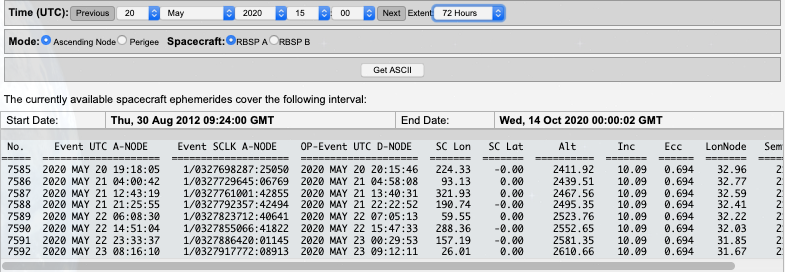 Time (UTC): Previous 20 May 2020 15 : 00 Next Extent 72 Hours
Mode: Ascending Node Perigee Spacecraft: RBSP A RBSP B
Get ASCII
The currently available spacecraft ephemerides cover the following interval:
Start Date: Thu, 30 Aug 2012 09:24:00 GMT End Date: Wed, 14 Oct 2020 00:00:02 GMT
No. Event UTC A-NODE Event SCLK A-NODE OP-Event UTC D-NODE SC Lon SC Lat Alt Inc Ecc LonNode
7585 2020 MAY 20 19:18:05 1/0327698287:25050 2020 MAY 20 20:15:46 224.33 -0.00 2411.92 10.09 0.694 32.96
7586 2020 MAY 21 04:00:42 1/0327729645:06769 2020 MAY 21 04:58:08 93.13 0.00 2439.51 10.09 0.694 32.77
7587 2020 MAY 21 12:43:19 1/0327761001:42855 2020 MAY 21 13:40:31 321.93 0.00 2467.56 10.09 0.694 32.59
7588 2020 MAY 21 21:25:55 1/0327792357:42494 2020 MAY 21 22:22:52 190.74 -0.00 2495.35 10.09 0.694 32.41
7589 2020 MAY 22 06:08:30 1/0327823712:40641 2020 MAY 22 07:05:13 59.55 0.00 2523.76 10.09 0.694 32.22
7590 2020 MAY 22 14:51:04 1/0327855066:41822 2020 MAY 22 15:47:33 288.36 -0.00 2552.65 10.09 0.694 32.03
7591 2020 MAY 22 23:33:37 1/0327886420:01145 2020 MAY 23 00:29:53 157.19 -0.00 2581.35 10.09 0.694 31.85
7592 2020 MAY 23 08:16:10 1/0327917772:08913 2020 MAY 23 09:12:11 26.01 0.00 2610.66 10.09 0.694 31.67